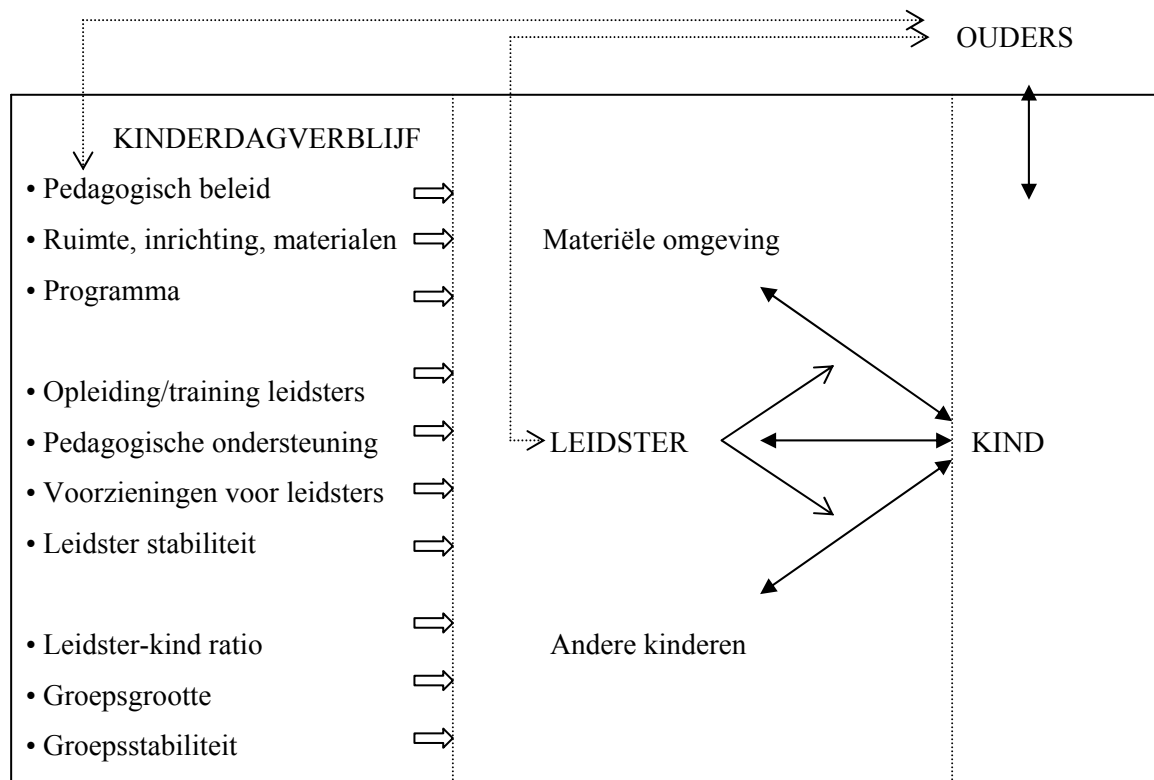 OUDERS
KINDERDAGVERBLIJF
• Pedagogisch beleid
• Ruimte, inrichting, materialen
Materiële omgeving
• Programma
• Opleiding/training leidsters
• Pedagogische ondersteuning
LEIDSTER
KIND
• Voorzieningen voor leidsters
• Leidster stabiliteit
• Leidster-kind ratio
Andere kinderen
• Groepsgrootte
• Groepsstabiliteit